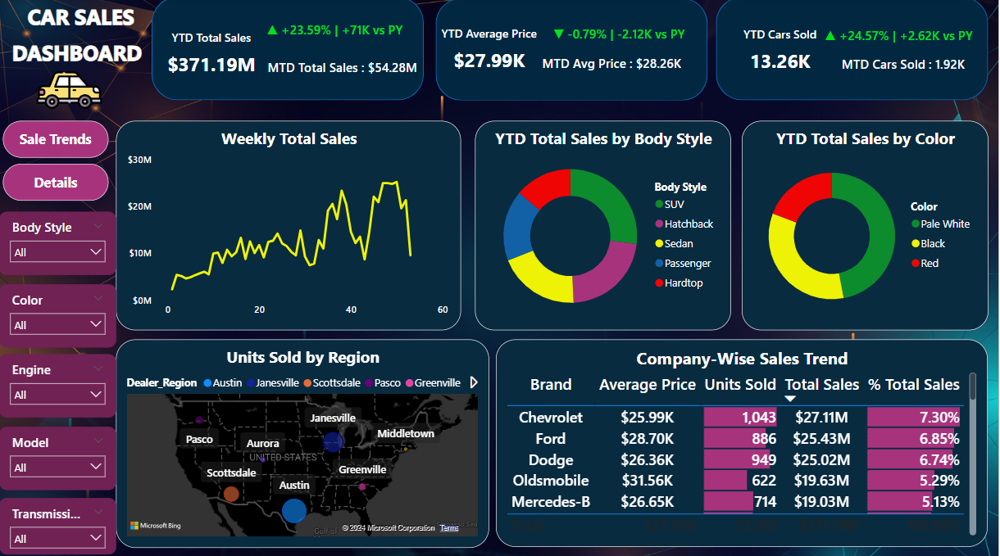 CAR SALES
DASHBOARD
YTD Total Sales
▲ +23.59% | +71K vs PY
$371.19M
MTD Total Sales : $54.28M
YTD Average Price
▼ -0.79% | -2.12K vs PY
$27.99K
MTD Avg Price : $28.26K
YTD Cars Sold
▲ +24.57% | +2.62K vs PY
13.26K
MTD Cars Sold : 1.92K
Sale Trends
Details
Body Style
All
Color
All
Engine
All
Model
All
Transmissi...
All
Weekly Total Sales
$30M
$20M
$10M
$0M
0 20 40 60
YTD Total Sales by Body Style
Body Style
SUV
Hatchback
Sedan
Passenger
Hardtop
YTD Total Sales by Color
Color
Pale White
Black
Red
Units Sold by Region
Dealer_Region Austin Janesville Scottsdale Pasco Greenville
Janesville
Middletown
Pasco
Aurora
UNITED STATES
Scottsdale
Greenville
Austin
Microsoft Bing
Gulf of
© 2024 Microsoft Corporation Terms
Company-Wise Sales Trend
Brand Average Price Units Sold Total Sales % Total Sales
Chevrolet $25.99K 1,043 $27.11M 7.30%
Ford $28.70K 886 $25.43M 6.85%
Dodge $26.36K 949 $25.02M 6.74%
Oldsmobile $31.56K 622 $19.63M 5.29%
Mercedes-B $26.65K 714 $19.03M 5.13%